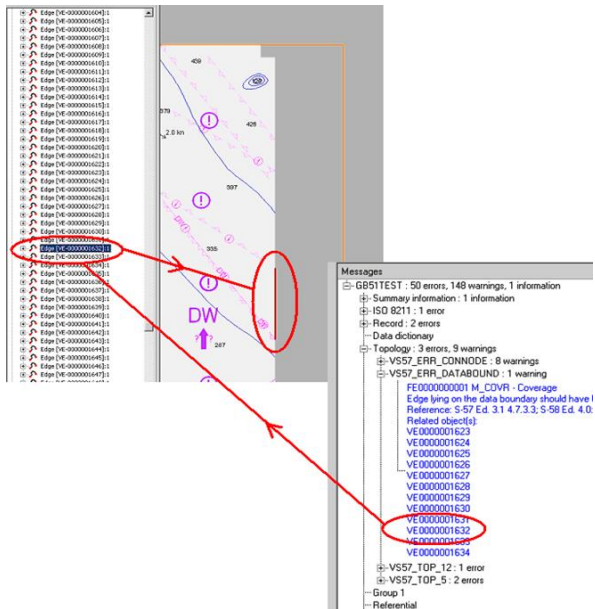 Edge [VE-0000001604]:1
Edge [VE-0000001605]:1
Edge [VE-0000001606]:1
Edge [VE-0000001607]:1
Edge [VE-0000001608]:1
Edge [VE-0000001609]:1
Edge [VE-0000001610]:1
Edge [VE-0000001611]:1
Edge [VE-0000001612]:1
Edge [VE-0000001613]:1
Edge [VE-0000001614]:1
Edge [VE-0000001615]:1
Edge [VE-0000001616]:1
Edge [VE-0000001617]:1
Edge [VE-0000001618]:1
Edge [VE-0000001619]:1
Edge [VE-0000001620]:1
Edge [VE-0000001621]:1
Edge [VE-0000001622]:1
Edge [VE-0000001623]:1
Edge [VE-0000001624]:1
Edge [VE-0000001625]:1
Edge [VE-0000001626]:1
Edge [VE-0000001627]:1
Edge [VE-0000001628]:1
Edge [VE-0000001629]:1
Edge [VE-0000001630]:1
Edge [VE-0000001631]:1
Edge [VE-0000001632]:1
Edge [VE-0000001633]:1
Edge [VE-0000001634]:1
Edge [VE-0000001635]:1
Edge [VE-0000001636]:1
Edge [VE-0000001637]:1
Edge [VE-0000001638]:1
Edge [VE-0000001639]:1
Edge [VE-0000001640]:1
Edge [VE-0000001641]:1
Edge [VE-0000001642]:1
Edge [VE-0000001643]:1
Edge [VE-0000001644]:1
Edge [VE-0000001645]:1
Edge [VE-0000001646]:1
Edge [VE-0000001647]:1
459
426
2.0 kn
397
335
DW
? ?
287
Messages
GB51TEST : 50 errors, 148 warnings, 1 information
Summary information : 1 information
ISO 8211 : 1 error
Record : 2 errors
Data dictionary
Topology : 3 errors, 9 warnings
VS57_ERR_CONNODE : 8 warnings
VS57_ERR_DATABOUND : 1 warning
FE0000000001 M_COVR - Coverage
Edge lying on the data boundary should have
Reference: S-57 Ed. 3.1 4.7.3.3; S-58 Ed. 4.0:
Related object(s):
VE0000001623
VE0000001624
VE0000001625
VE0000001626
VE0000001627
VE0000001628
VE0000001629
VE0000001630
VE0000001631
VE0000001632
VE0000001633
VE0000001634
VS57_TOP_12 : 1 error
VS57_TOP_5 : 2 errors
Group 1
Referential